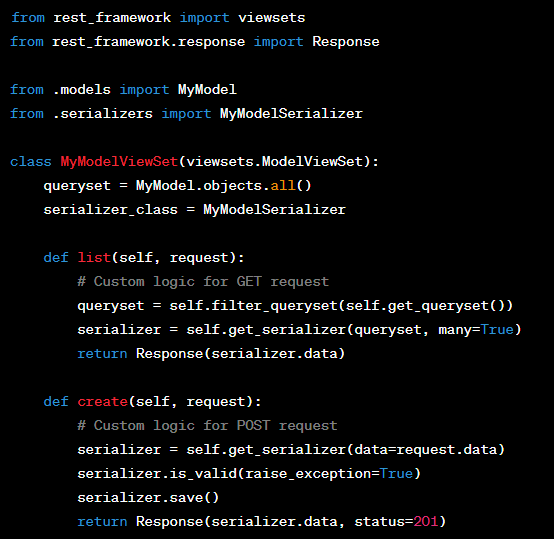 from rest_framework import viewsets
from rest_framework.response import Response

from .models import MyModel
from .serializers import MyModelSerializer

class MyModelViewSet(viewsets.ModelViewSet):
    queryset = MyModel.objects.all()
    serializer_class = MyModelSerializer

    def list(self, request):
        # Custom logic for GET request
        queryset = self.filter_queryset(self.get_queryset())
        serializer = self.get_serializer(queryset, many=True)
        return Response(serializer.data)

    def create(self, request):
        # Custom logic for POST request
        serializer = self.get_serializer(data=request.data)
        serializer.is_valid(raise_exception=True)
        serializer.save()
        return Response(serializer.data, status=201)